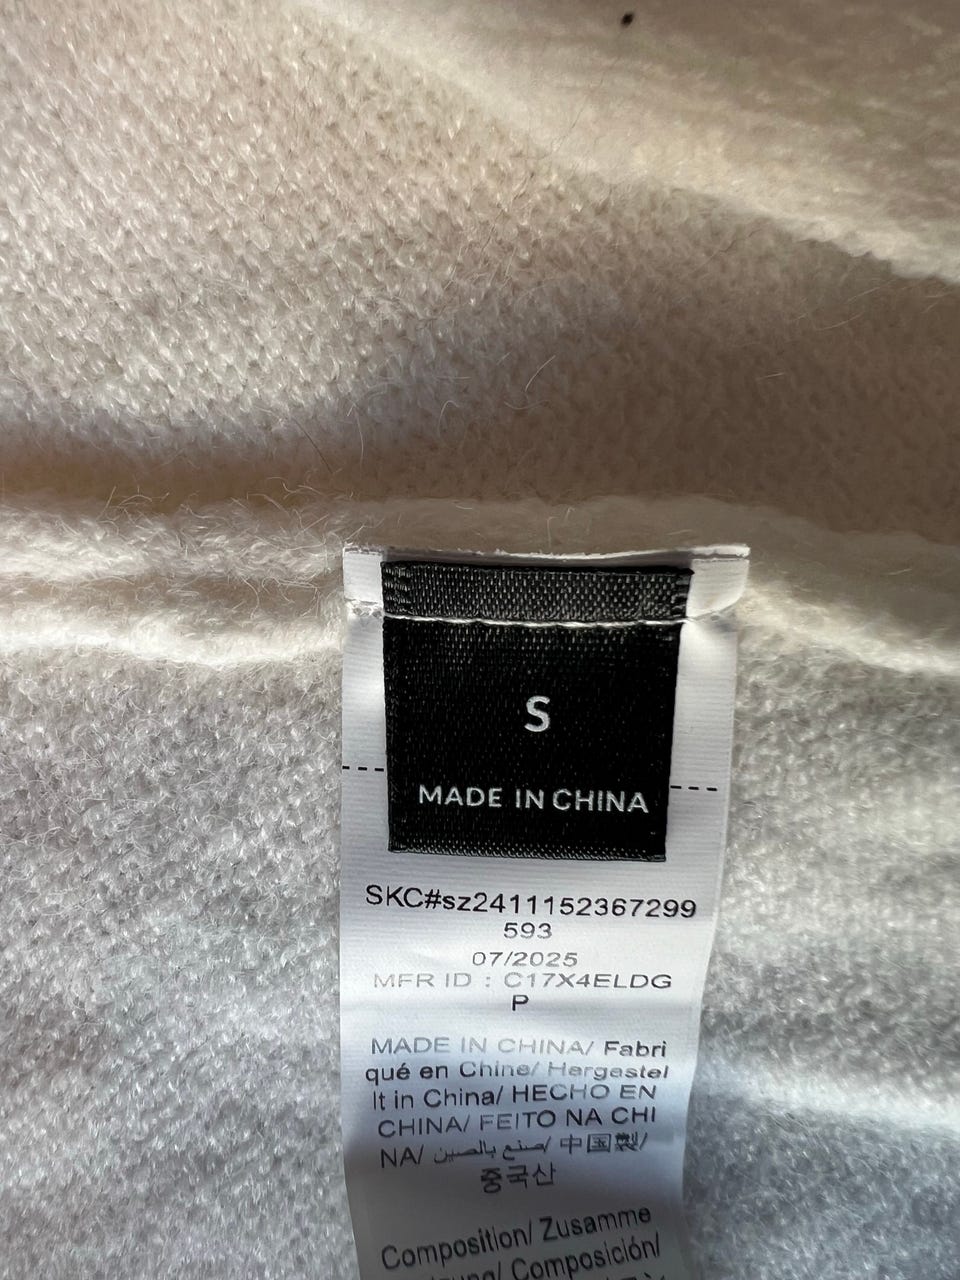 S
MADE IN CHINA
SKC#sz2411152367299
593
07/2025
MFR ID : C17X4ELDG
P
MADE IN CHINA/ Fabri
qué en Chine/ Hergestel
lt in China/ HECHO EN
CHINA/ FEITO NA CHI
NA/ صنع بالصين/ 中国製/
중국산
Composition/ Zusamme
Composición/